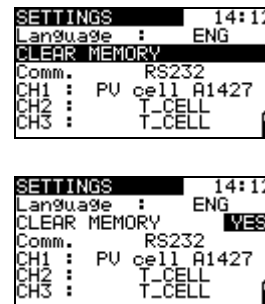 SETTINGS 14:12
Language : ENG
CLEAR MEMORY
Comm. RS232
CH1 : PV cell A1427
CH2 : T_CELL
CH3 : T_CELL
SETTINGS 14:12
Language : ENG
CLEAR MEMORY YES
Comm. RS232
CH1 : PV cell A1427
CH2 : T_CELL
CH3 : T_CELL